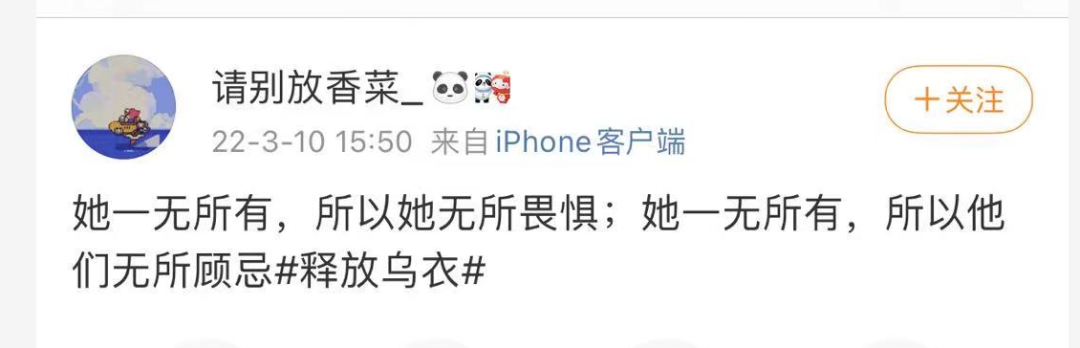 请别放香菜_
+关注
22-3-10 15:50 来自 iPhone客户端
她一无所有，所以她无所畏惧；她一无所有，所以他
们无所顾忌#释放乌衣#